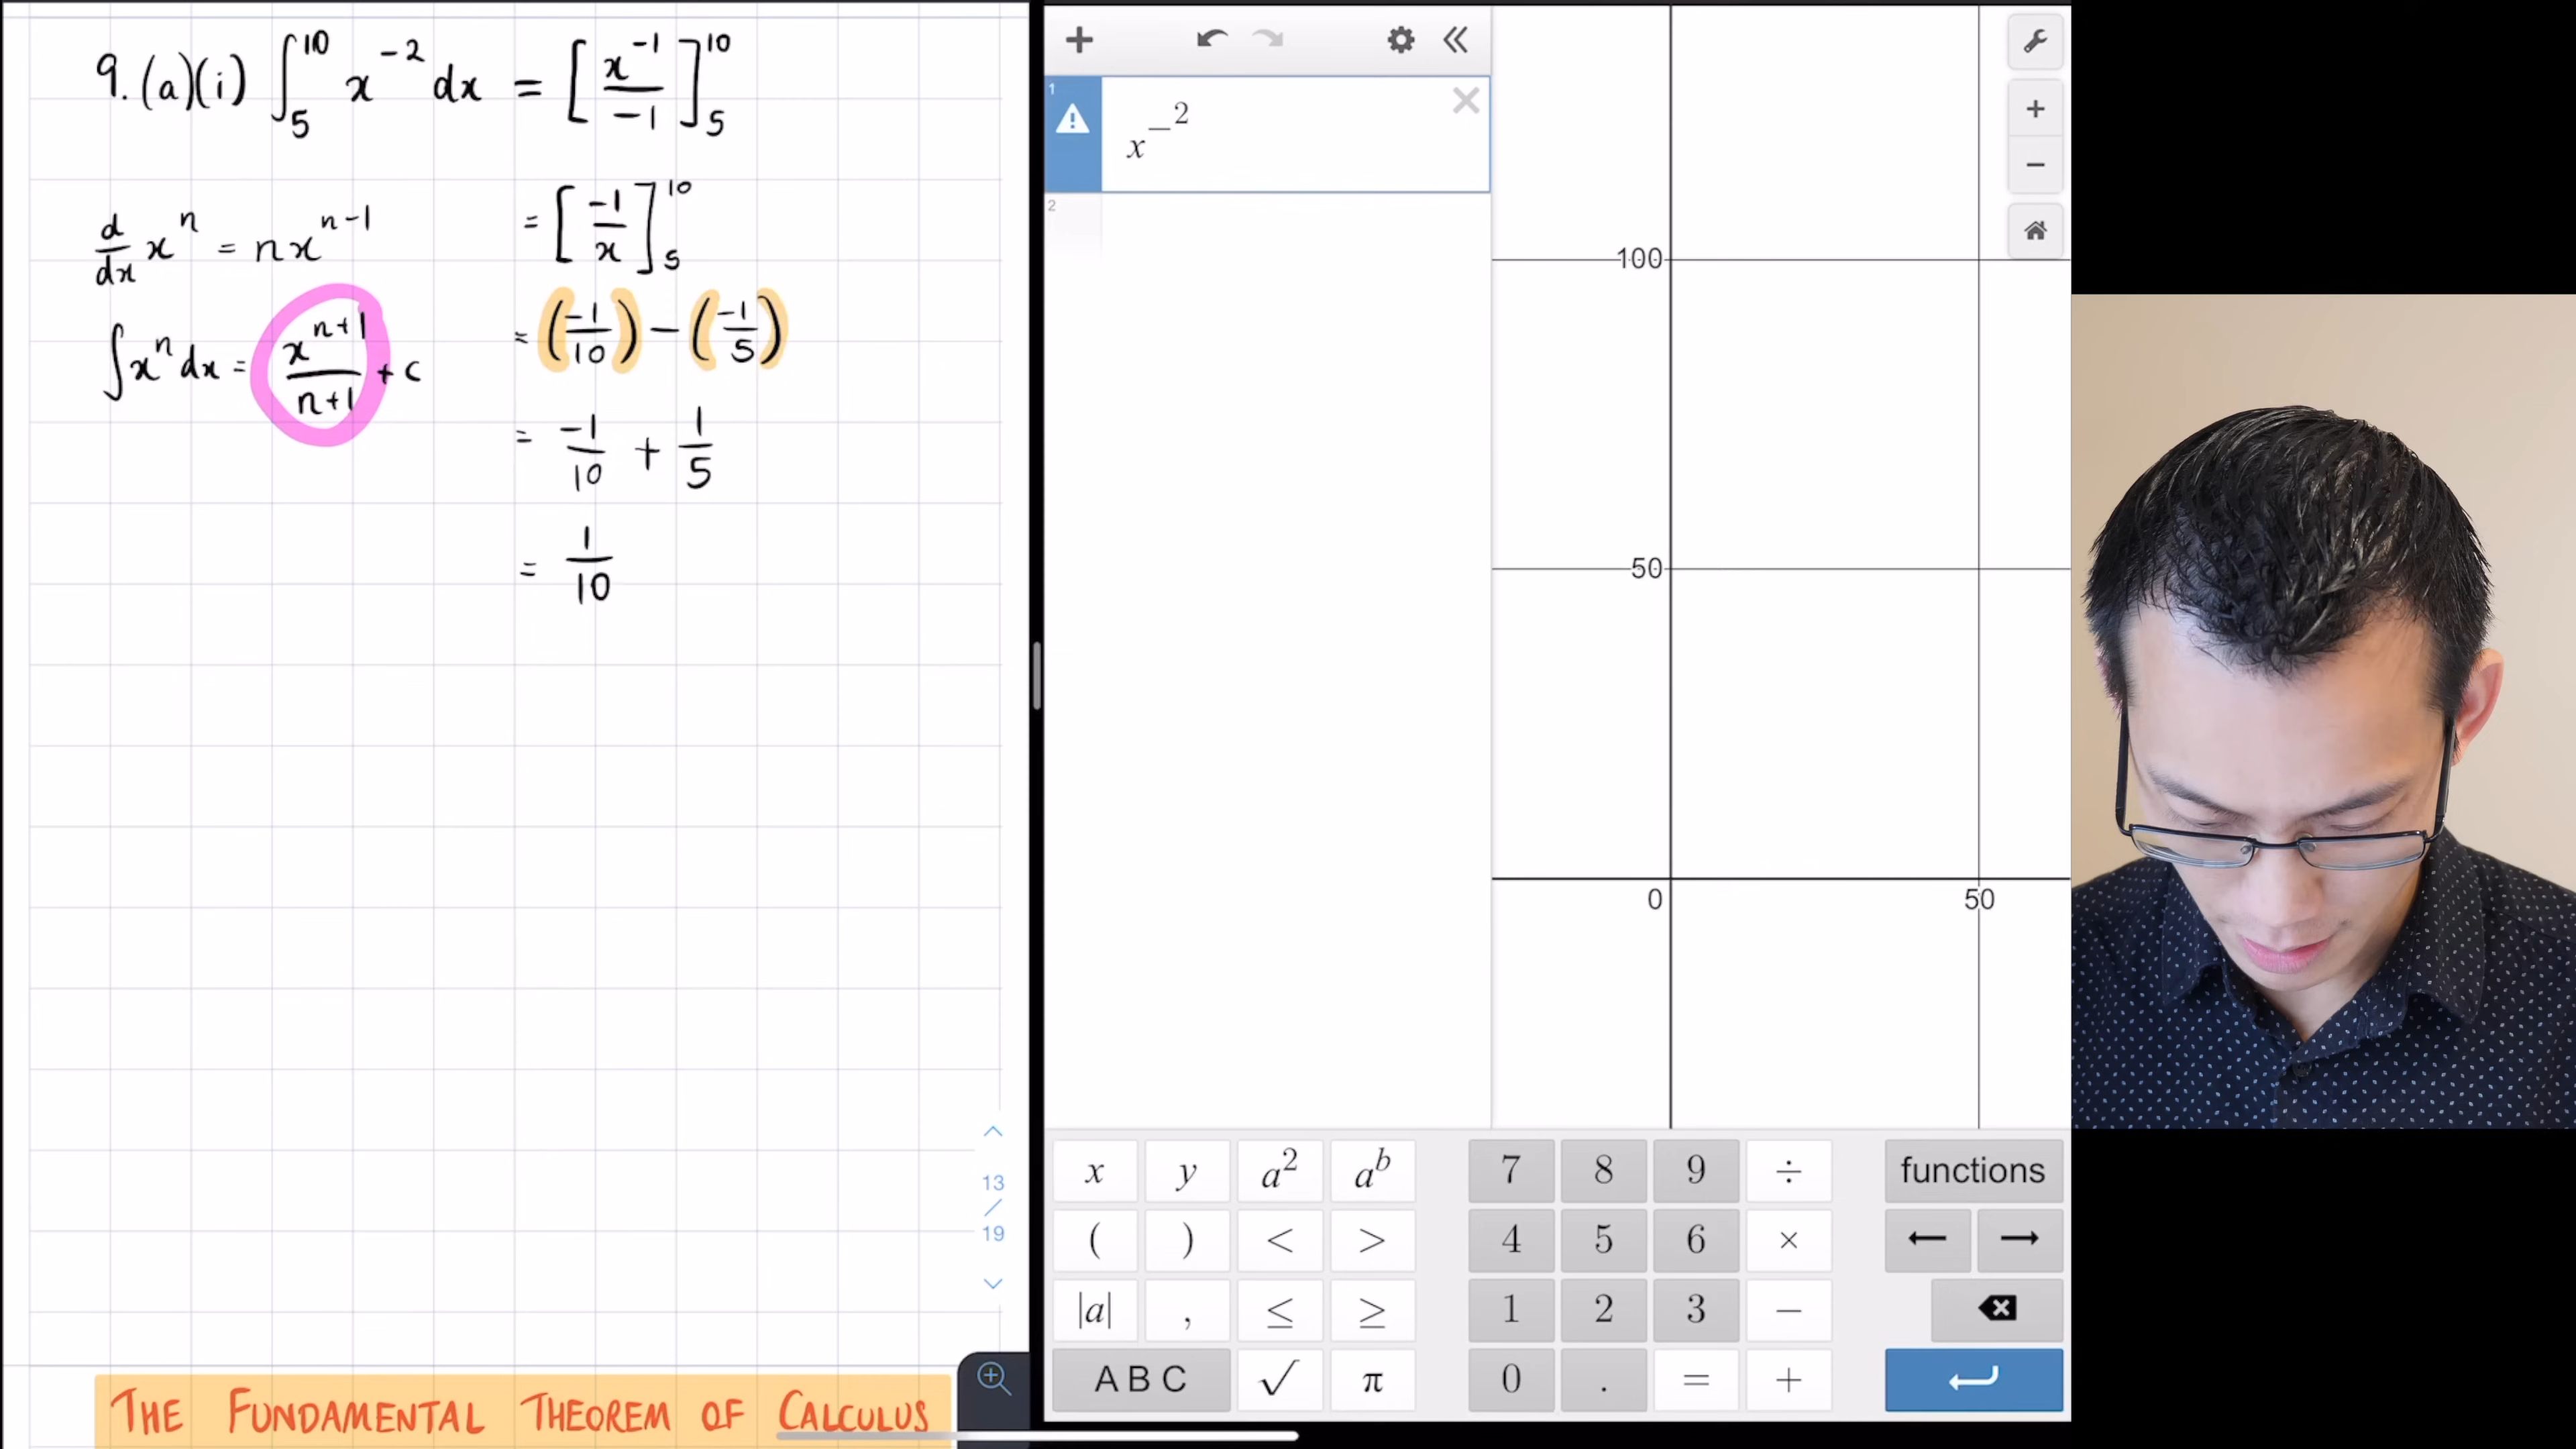 9.(a)(i) ∫₅¹⁰ x⁻² dx = [x⁻¹/−1]₅¹⁰
= [−1/x]₅¹⁰
d/dx xⁿ = nxⁿ⁻¹
= (−1/10) − (−1/5)
∫xⁿ dx = xⁿ⁺¹/n+1 + c
= −1/10 + 1/5
= 1/10
13
/
19
THE FUNDAMENTAL THEOREM OF CALCULUS
+
1
x⁻²
2
+
−
100
50
0
50
x y a² aᵇ 7 8 9 ÷ functions
( ) < > 4 5 6 × ← →
|a| , ≤ ≥ 1 2 3 −
A B C √ π 0 . = +